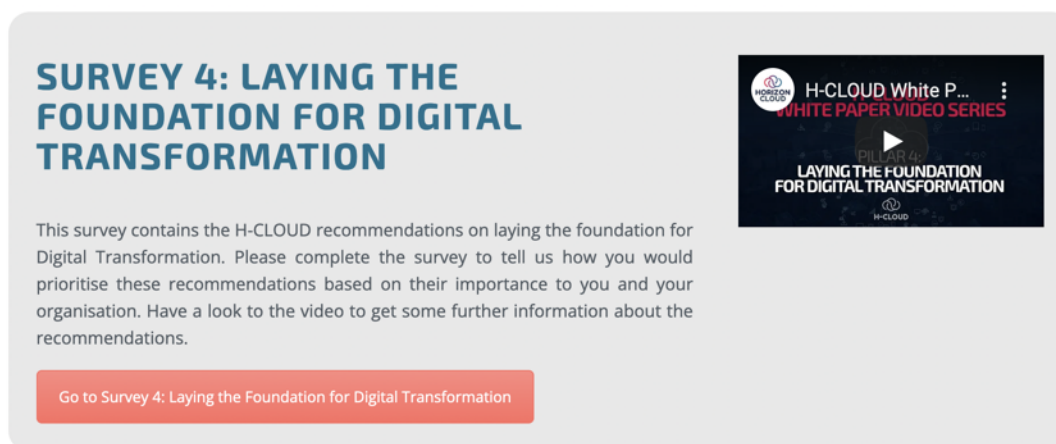 SURVEY 4: LAYING THE
FOUNDATION FOR DIGITAL
TRANSFORMATION
This survey contains the H-CLOUD recommendations on laying the foundation for
Digital Transformation. Please complete the survey to tell us how you would
prioritise these recommendations based on their importance to you and your
organisation. Have a look to the video to get some further information about the
recommendations.
Go to Survey 4: Laying the Foundation for Digital Transformation
HORIZON
CLOUD
H-CLOUD White P...
WHITE PAPER VIDEO SERIES
PILLAR 4:
LAYING THE FOUNDATION
FOR DIGITAL TRANSFORMATION
H-CLOUD